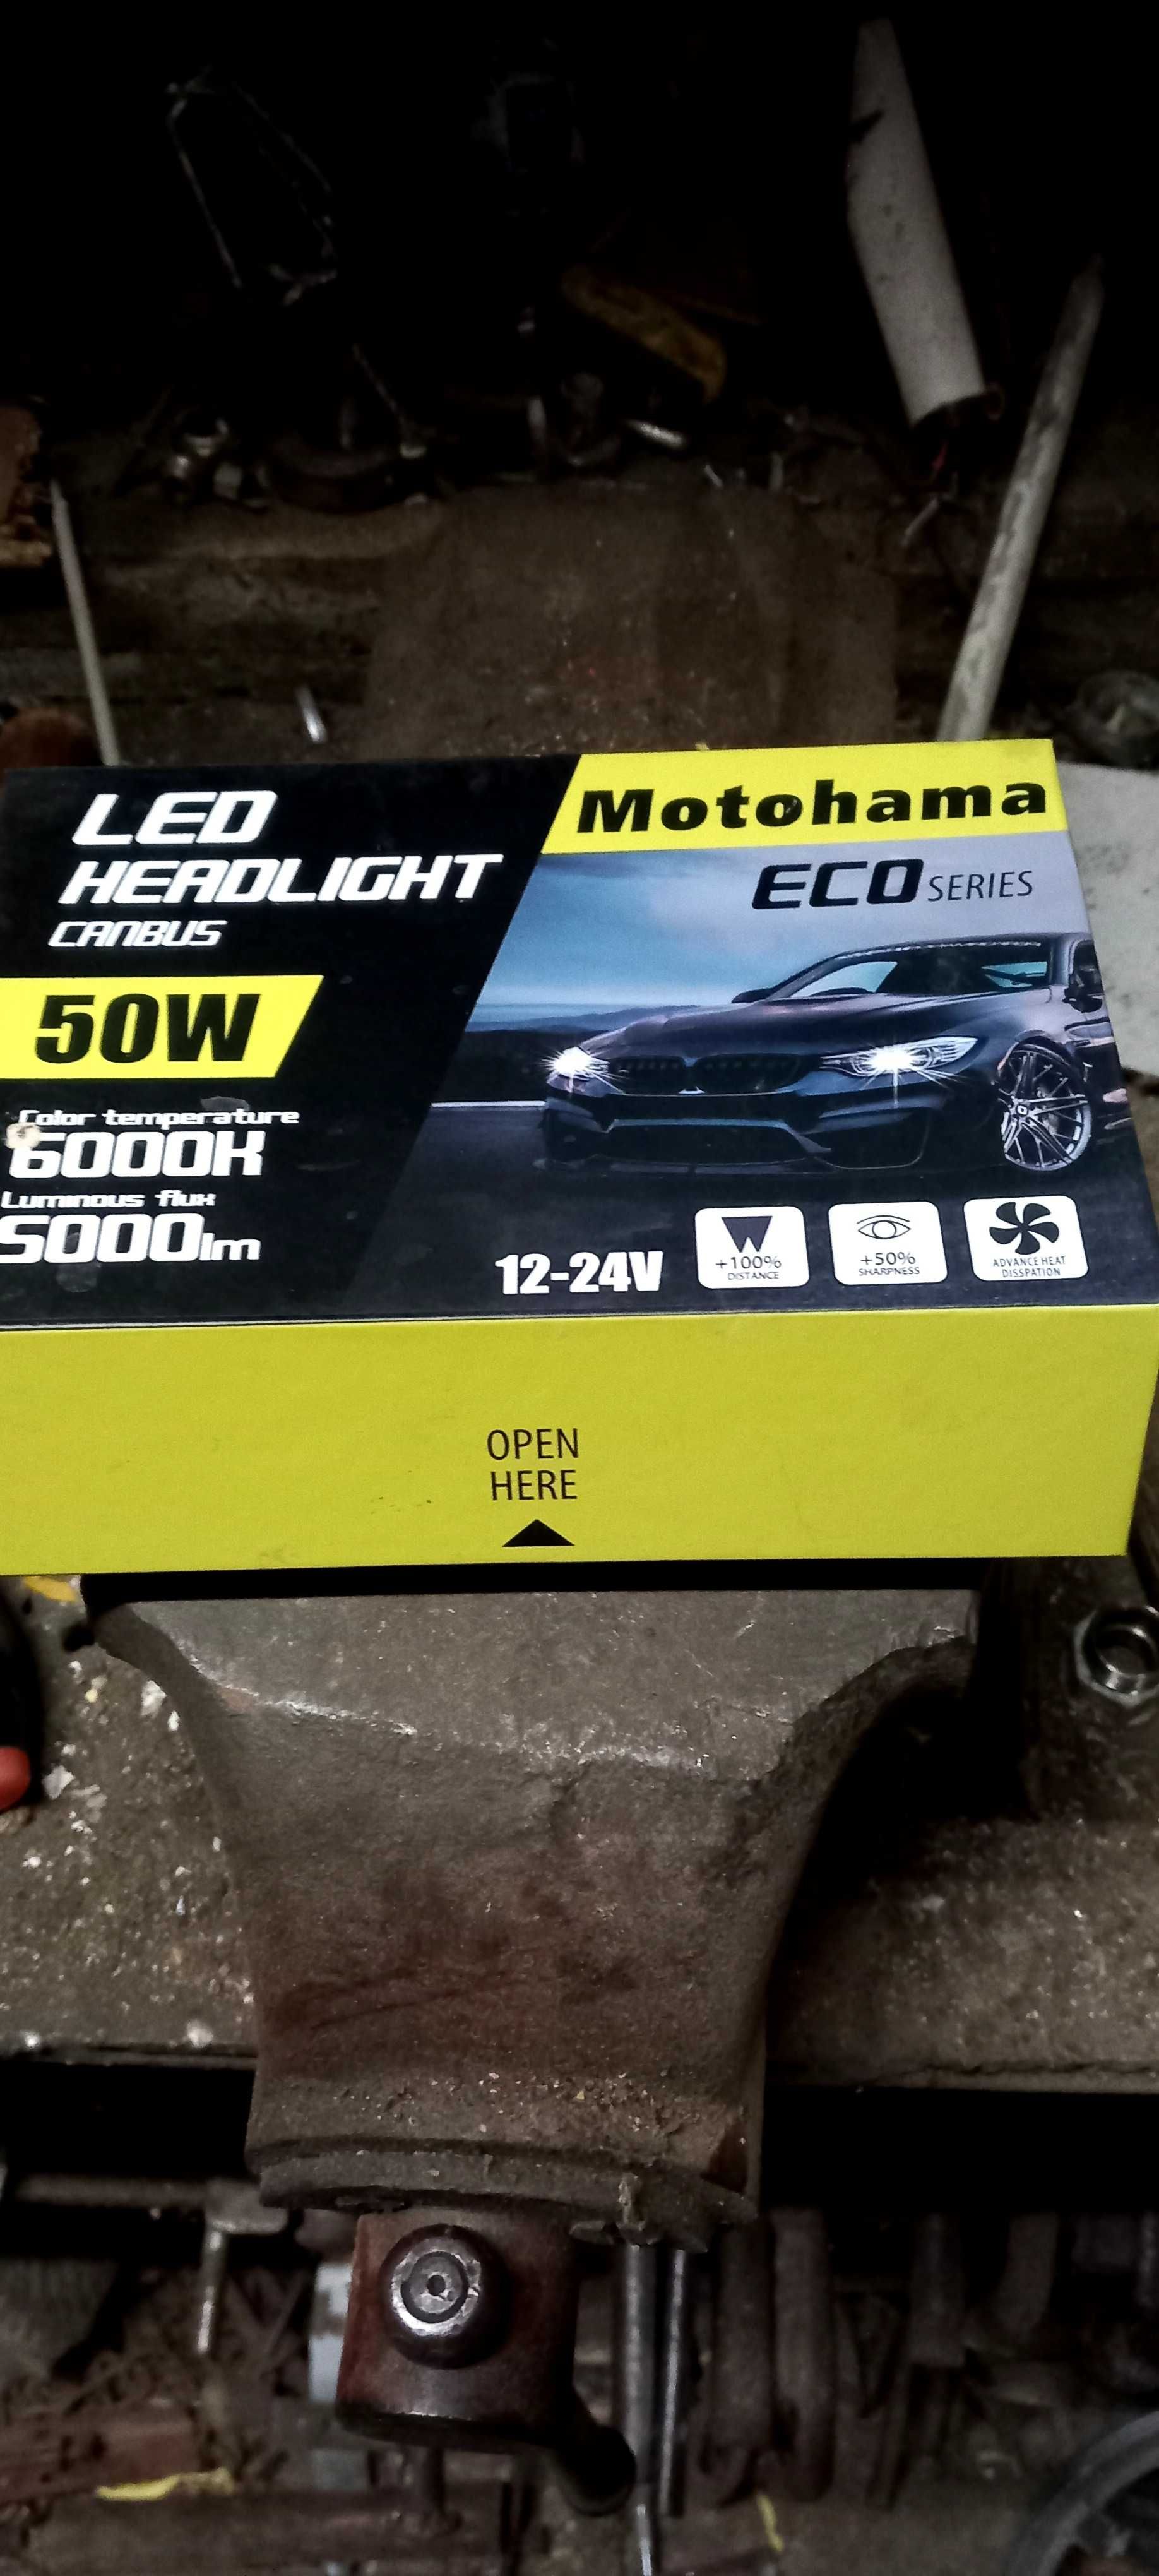 LED
HEADLIGHT
CANBUS
50W
Color temperature
6000K
Luminous flux
5000lm
Motohama
ECO SERIES
12-24V
+100%
DISTANCE
+50%
SHARPNESS
ADVANCE HEAT
DISSPATION
OPEN
HERE